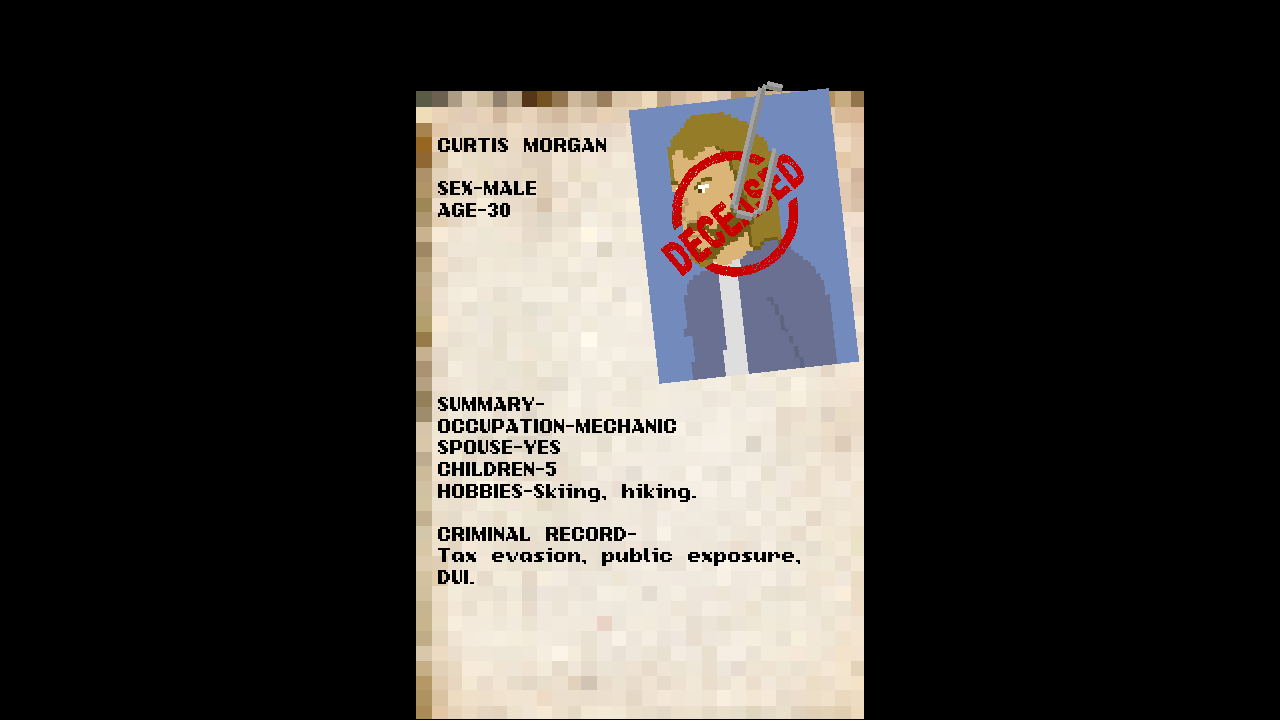 CURTIS MORGAN
DECEASED
SEX-MALE
AGE-30
SUMMARY-
OCCUPATION-MECHANIC
SPOUSE-YES
CHILDREN-5
HOBBIES-Skiing, hiking.
CRIMINAL RECORD-
Tax evasion, public exposure,
DUI.